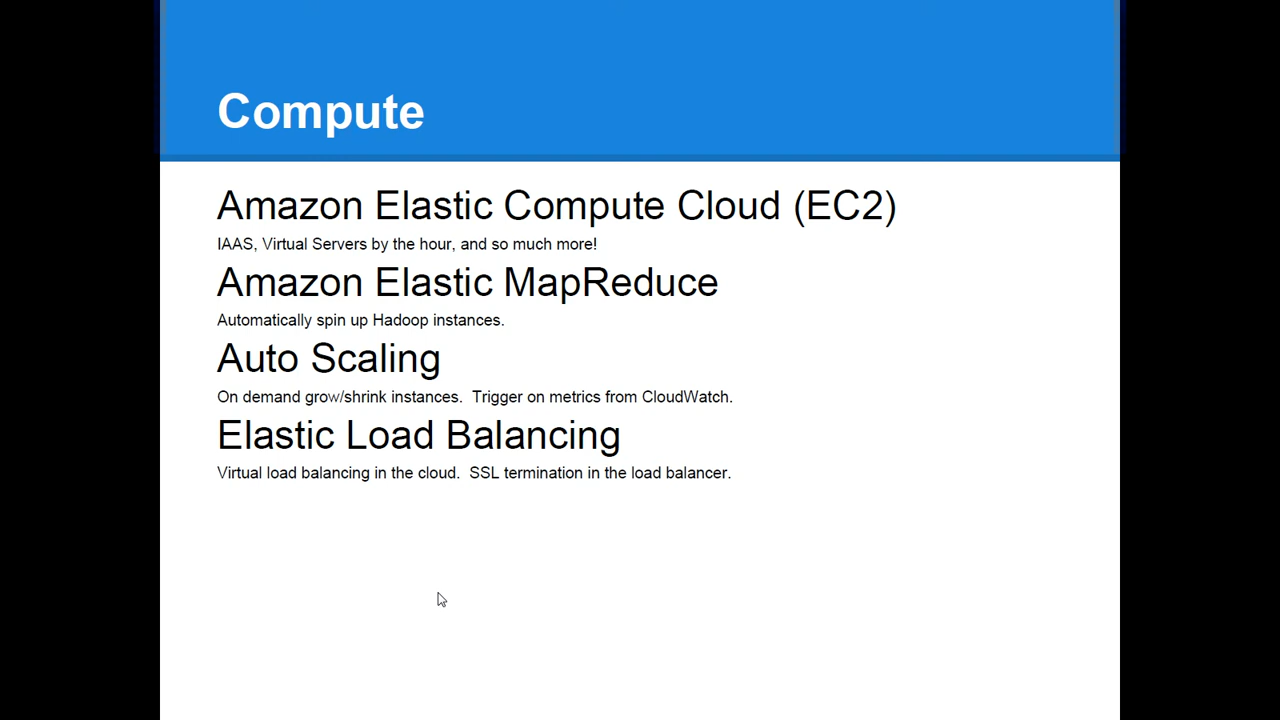 Compute
Amazon Elastic Compute Cloud (EC2)
IAAS, Virtual Servers by the hour, and so much more!
Amazon Elastic MapReduce
Automatically spin up Hadoop instances.
Auto Scaling
On demand grow/shrink instances.  Trigger on metrics from CloudWatch.
Elastic Load Balancing
Virtual load balancing in the cloud.  SSL termination in the load balancer.